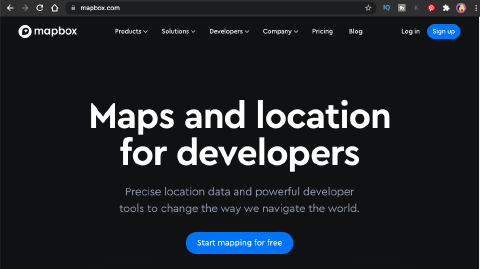 mapbox.com
mapbox Products Solutions Developers Company Pricing Blog Log in Sign up
Maps and location
for developers
Precise location data and powerful developer
tools to change the way we navigate the world.
Start mapping for free